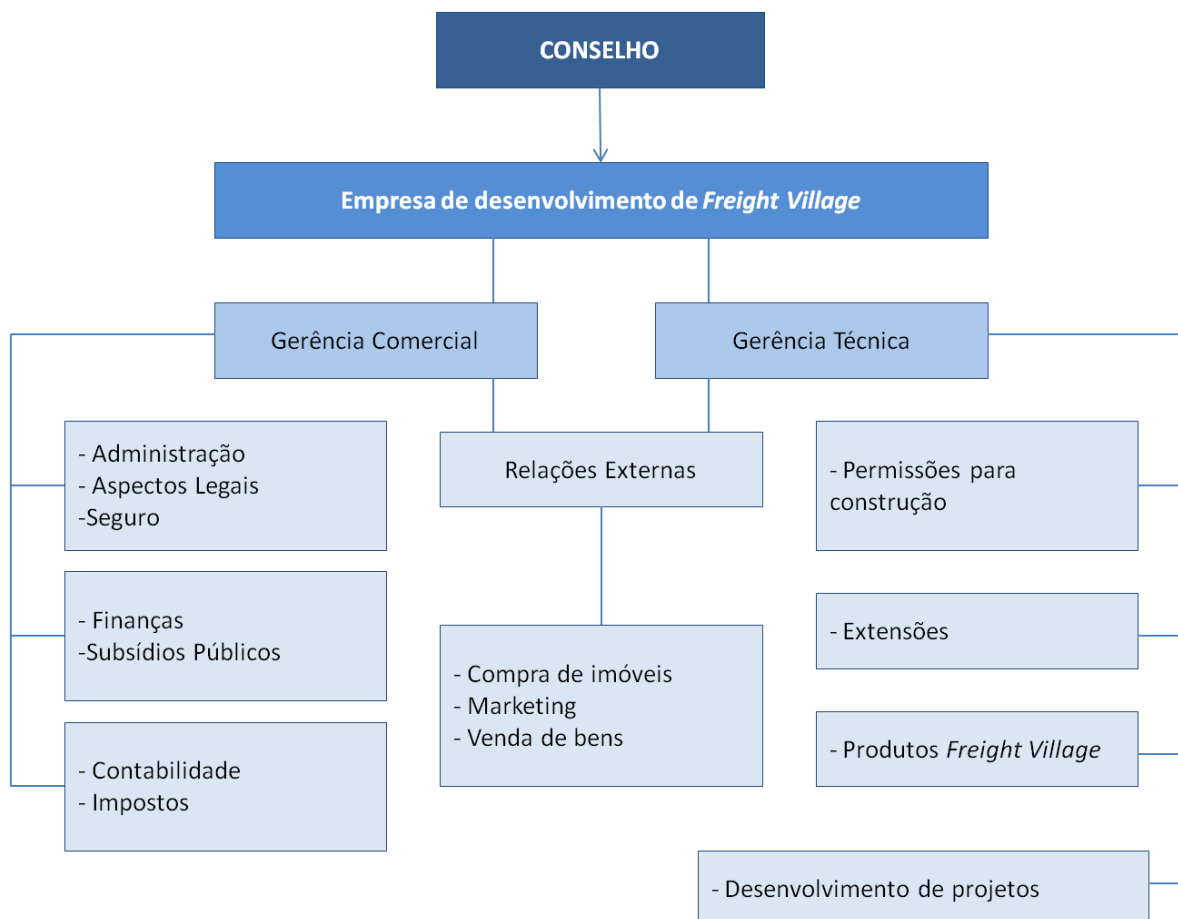 CONSELHO
Empresa de desenvolvimento de Freight Village
Gerência Comercial
Gerência Técnica
- Administração
- Aspectos Legais
-Seguro
Relações Externas
- Permissões para
construção
- Finanças
-Subsídios Públicos
- Extensões
- Compra de imóveis
- Marketing
- Venda de bens
- Produtos Freight Village
- Contabilidade
- Impostos
- Desenvolvimento de projetos